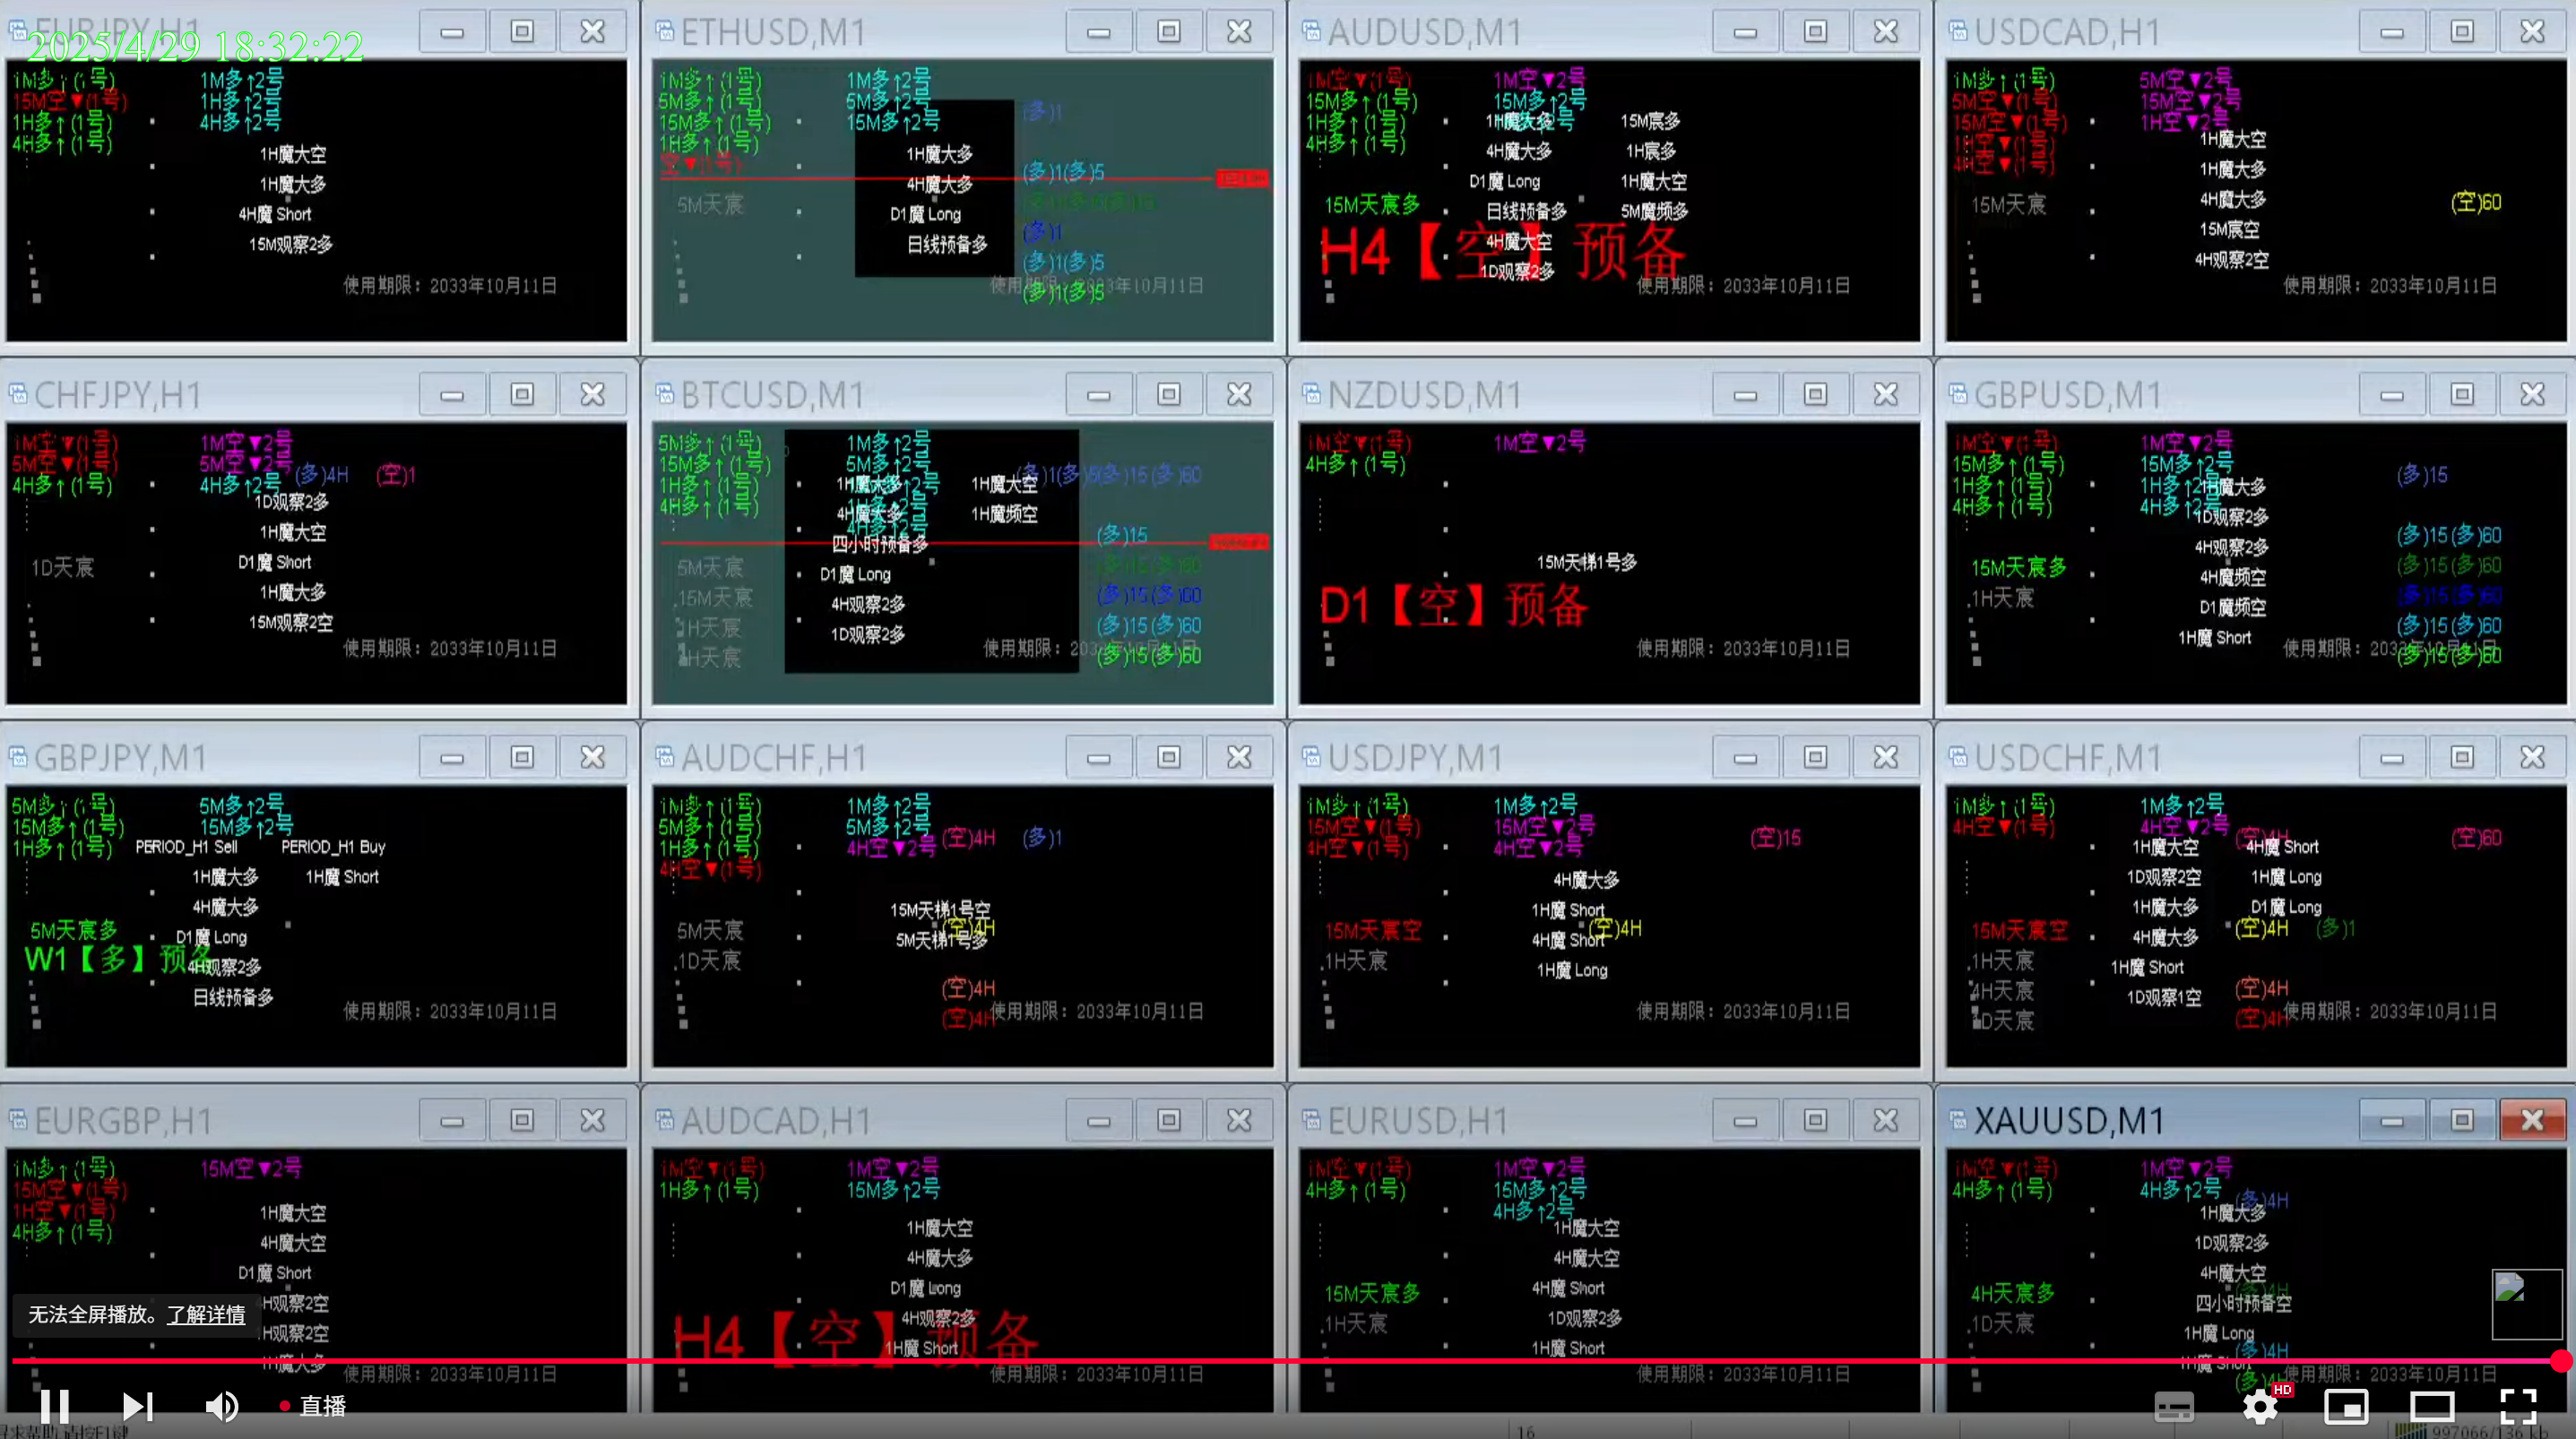 EURJPY,H1
2025/4/29 18:32:22
1M多↑(1号) 1M多↑2号
15M空▼(1号) 1H多↑2号
1H多↑(1号) 4H多↑2号
4H多↑(1号)
1H魔大空
1H魔大多
4H魔 Short
15M观察2多
使用期限：2033年10月11日
ETHUSD,M1
1M多↑(1号) 1M多↑2号
5M多↑(1号) 5M多↑2号
15M多↑(1号) 15M多↑2号
1H多↑(1号)
空▼(1号)
(多)1
1H魔大多
4H魔大多 (多)1(多)5
5M天宸
D1魔 Long
(多)1
日线预备多
(多)1(多)5
(多)1(多)5
使用期限：2033年10月11日
AUDUSD,M1
1M空▼(1号) 1M空▼2号
15M多↑(1号) 15M多↑2号
1H多↑(1号) 1H魔大多 15M宸多
4H多↑(1号) 4H魔大多 1H宸多
D1魔 Long 1H魔大空
15M天宸多 日线预备多 5M魔频多
H4【空】预备
4H魔大空
1D观察2多
使用期限：2033年10月11日
USDCAD,H1
1M多↑(1号) 5M空▼2号
5M空▼(1号) 15M空▼2号
15M空▼(1号) 1H空▼2号
1H空▼(1号) 1H魔大空
4H空▼(1号) 1H魔大多
15M天宸 4H魔大多 (空)60
15M宸空
4H观察2空
使用期限：2033年10月11日
CHFJPY,H1
1M空▼(1号) 1M空▼2号
5M空▼(1号) 5M空▼2号 (多)4H (空)1
4H多↑(1号) 4H多↑2号
1D观察2多
1H魔大空
1D天宸 D1魔 Short
1H魔大多
15M观察2空
使用期限：2033年10月11日
BTCUSD,M1
5M多↑(1号) 1M多↑2号
15M多↑(1号) 5M多↑2号 (多)1(多)5(多)15(多)60
1H多↑(1号) 1H魔大多 1H魔大空
4H多↑(1号) 4H魔大多 1H魔频空
4H多↑2号 (多)15
四小时预备多
5M天宸 D1魔 Long (多)15(多)60
15M天宸 4H观察2多 (多)15(多)60
1H天宸 1D观察2多 (多)15(多)60
4H天宸 (多)15(多)60
使用期限：2033年10月11日
NZDUSD,M1
1M空▼(1号) 1M空▼2号
4H多↑(1号)
15M天梯1号多
D1【空】预备
使用期限：2033年10月11日
GBPUSD,M1
1M空▼(1号) 1M空▼2号
15M多↑(1号) 15M多↑2号 (多)15
1H多↑(1号) 1H多↑2号 1H魔大多
4H多↑(1号) 4H多↑2号
1D观察2多 (多)15(多)60
4H观察2多
15M天宸多 4H魔频空 (多)15(多)60
1H天宸 D1魔频空 (多)15(多)60
1H魔 Short (多)15(多)60
(多)15(多)60
使用期限：2033年10月11日
GBPJPY,M1
5M多↑(1号) 5M多↑2号
15M多↑(1号) 15M多↑2号
1H多↑(1号) PERIOD_H1 Sell PERIOD_H1 Buy
1H魔大多 1H魔 Short
4H魔大多
5M天宸多 D1魔 Long
W1【多】预备
4H观察2多
日线预备多
使用期限：2033年10月11日
AUDCHF,H1
1M多↑(1号) 1M多↑2号
5M多↑(1号) 5M多↑2号 (空)4H (多)1
1H多↑(1号) 4H空▼2号
4H空▼(1号)
15M天梯1号空
5M天宸 (空)4H
5M天梯1号多
1D天宸
(空)4H
(空)4H
使用期限：2033年10月11日
USDJPY,M1
1M多↑(1号) 1M多↑2号
15M空▼(1号) 15M空▼2号 (空)15
4H空▼(1号) 4H空▼2号
4H魔大多
1H魔 Short
15M天宸空 (空)4H
4H魔 Short
1H天宸 1H魔 Long
使用期限：2033年10月11日
USDCHF,M1
1M多↑(1号) 1M多↑2号
4H空▼(1号) 4H空▼2号 (空)4H (空)60
1H魔大空 4H魔 Short
1D观察2空 1H魔 Long
1H魔大多 D1魔 Long
15M天宸空 4H魔大多 (空)4H (多)1
1H天宸 1H魔 Short
4H天宸 1D观察1空 (空)4H
1D天宸 (空)4H
使用期限：2033年10月11日
EURGBP,H1
1M多↑(1号) 15M空▼2号
15M空▼(1号)
1H空▼(1号) 1H魔大空
4H多↑(1号) 4H魔大空
D1魔 Short
4H观察2空
1H观察2空
1H魔大多
使用期限：2033年10月11日
AUDCAD,H1
1M空▼(1号) 1M空▼2号
1H多↑(1号) 15M多↑2号
1H魔大空
4H魔大多
D1魔 Long
4H观察2多
H4【空】预备
1H魔 Short
使用期限：2033年10月11日
EURUSD,H1
1M空▼(1号) 1M空▼2号
4H多↑(1号) 15M多↑2号
4H多↑2号
1H魔大空
4H魔大空
15M天宸多 4H魔 Short
1H天宸 1D观察2多
1H魔 Short
使用期限：2033年10月11日
XAUUSD,M1
1M空▼(1号) 1M空▼2号
4H多↑(1号) 4H多↑2号 (多)4H
1H魔大多
1D观察2多
4H魔大空
4H天宸多 (多)4H
四小时预备空
1D天宸 1H魔 Long
(多)4H
1H魔 Short
使用期限：2033年10月11日
无法全屏播放。了解详情
直播
HD
16
997066/136 kb